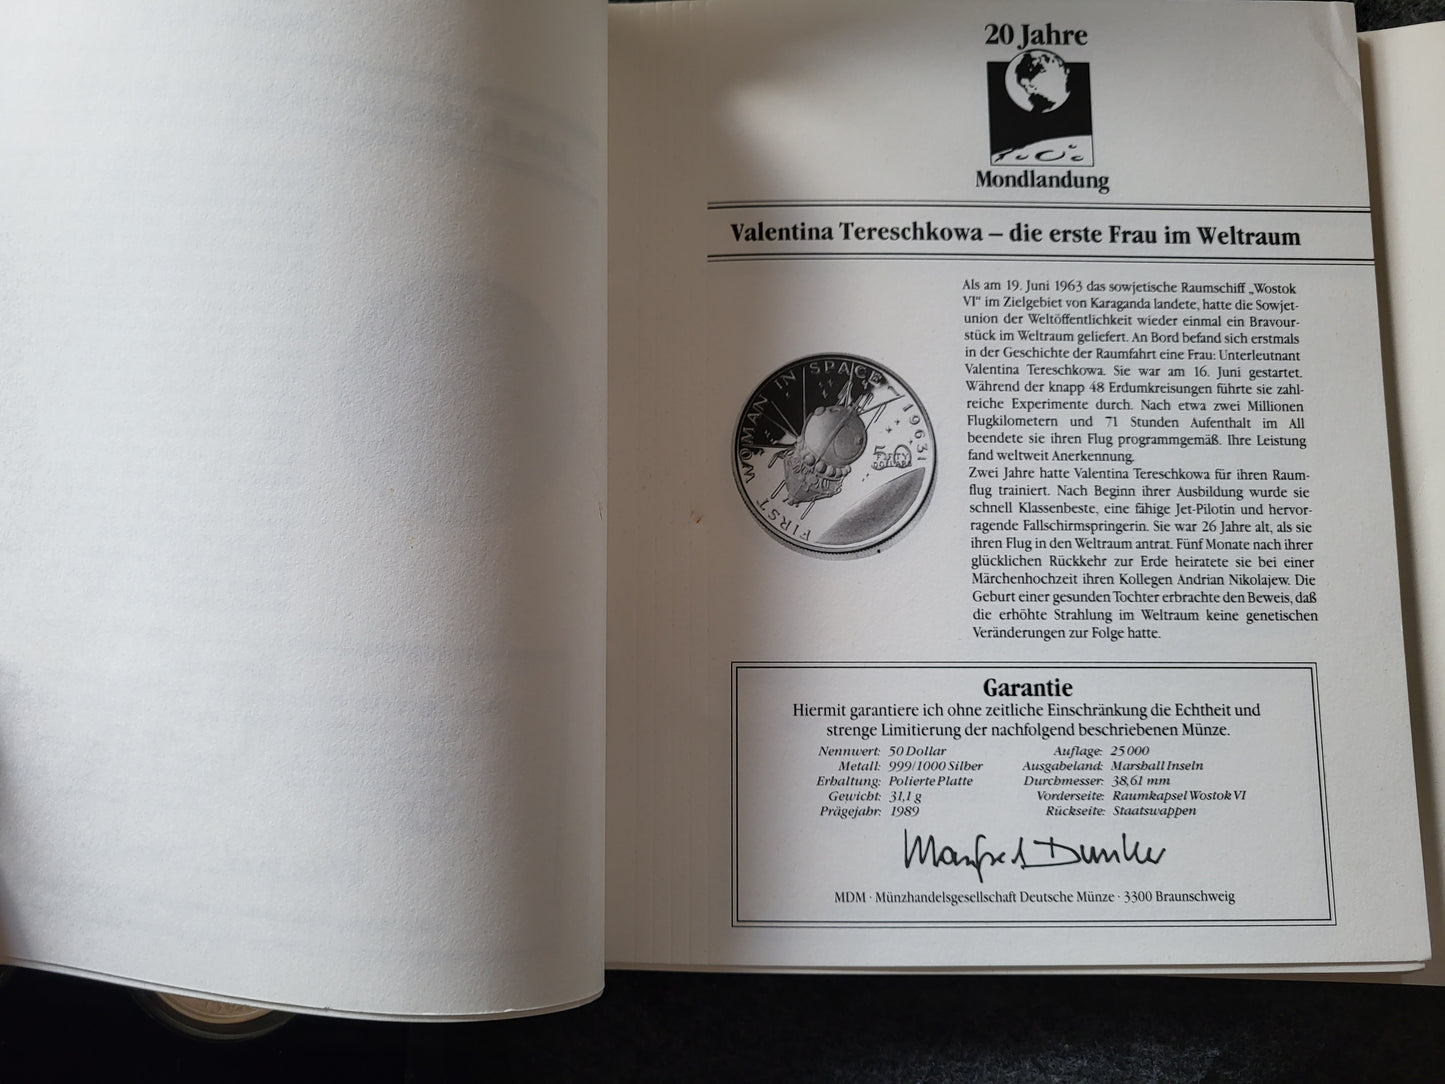 20 Jahre
Mondlandung
Valentina Tereschkowa – die erste Frau im Weltraum
Als am 19. Juni 1963 das sowjetische Raumschiff „Wostok
VI“ im Zielgebiet von Karaganda landete, hatte die Sowjet-
union der Weltöffentlichkeit wieder einmal ein Bravour-
stück im Weltraum geliefert. An Bord befand sich erstmals
in der Geschichte der Raumfahrt eine Frau: Unterleutnant
Valentina Tereschkowa. Sie war am 16. Juni gestartet.
Während der knapp 48 Erdumkreisungen führte sie zahl-
reiche Experimente durch. Nach etwa zwei Millionen
Flugkilometern und 71 Stunden Aufenthalt im All
beendete sie ihren Flug programmgemäß. Ihre Leistung
fand weltweit Anerkennung.
Zwei Jahre hatte Valentina Tereschkowa für ihren Raum-
flug trainiert. Nach Beginn ihrer Ausbildung wurde sie
schnell Klassenbeste, eine fähige Jet-Pilotin und hervor-
ragende Fallschirmspringerin. Sie war 26 Jahre alt, als sie
ihren Flug in den Weltraum antrat. Fünf Monate nach ihrer
glücklichen Rückkehr zur Erde heiratete sie bei einer
Märchenhochzeit ihren Kollegen Andrian Nikolajew. Die
Geburt einer gesunden Tochter erbrachte den Beweis, daß
die erhöhte Strahlung im Weltraum keine genetischen
Veränderungen zur Folge hatte.
FIRST WOMAN IN SPACE 1963
50
FIFTY
DOLLARS
Garantie
Hiermit garantiere ich ohne zeitliche Einschränkung die Echtheit und
strenge Limitierung der nachfolgend beschriebenen Münze.
Nennwert: 50 Dollar Auflage: 25 000
Metall: 999/1000 Silber Ausgabeland: Marshall Inseln
Erhaltung: Polierte Platte Durchmesser: 38,61 mm
Gewicht: 31,1 g Vorderseite: Raumkapsel Wostok VI
Prägejahr: 1989 Rückseite: Staatswappen
Manfred Dunker
MDM · Münzhandelsgesellschaft Deutsche Münze · 3300 Braunschweig